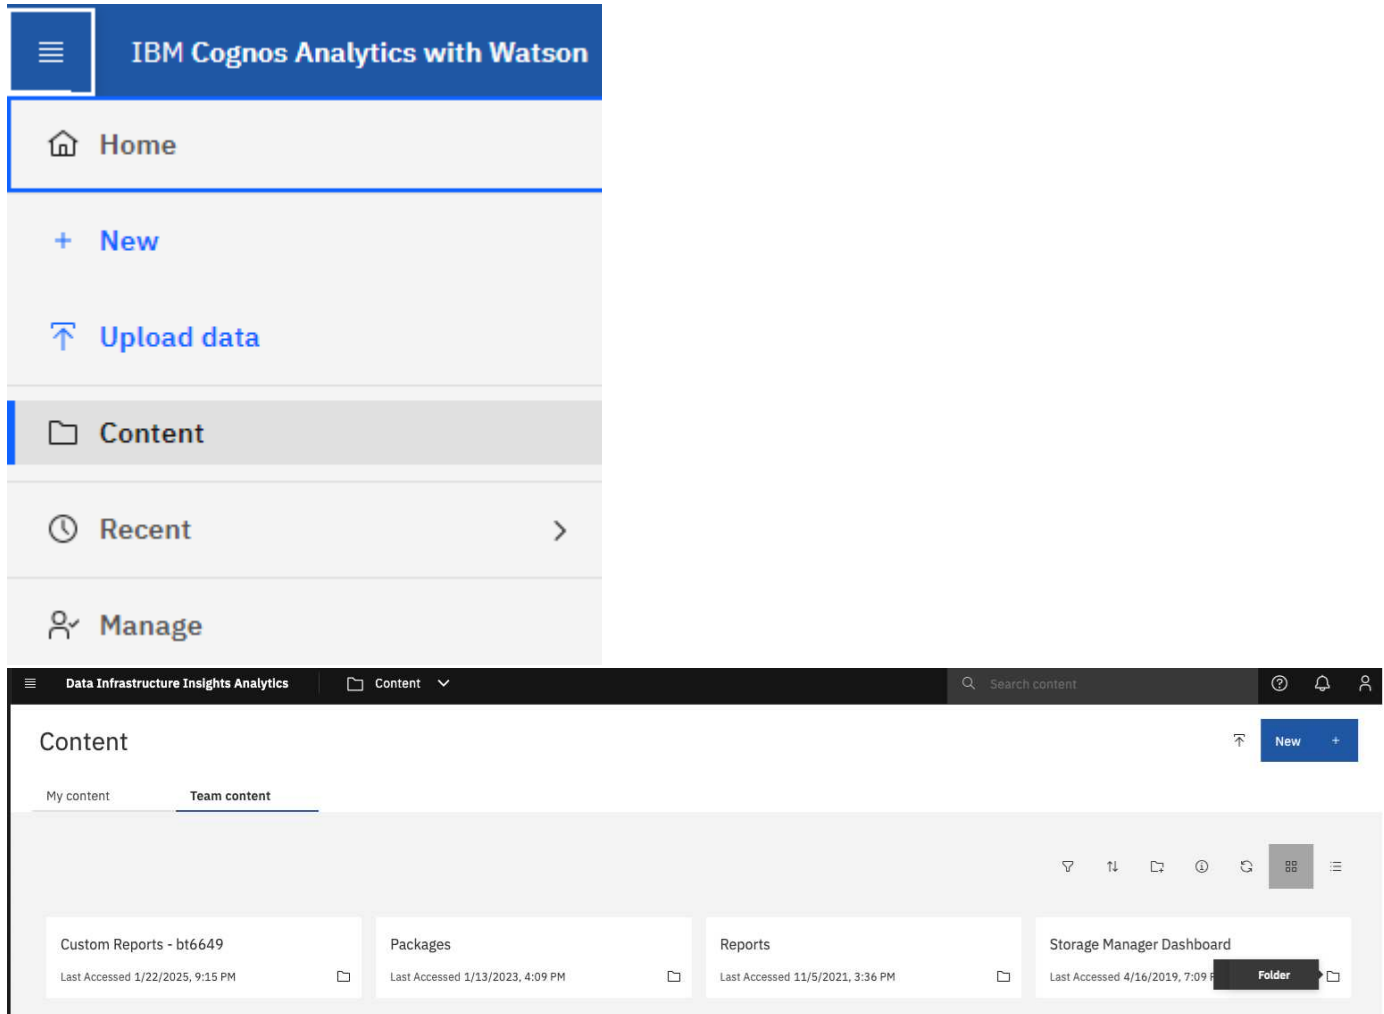 IBM Cognos Analytics with Watson
Home
New
Upload data
Content
Recent
Manage
Data Infrastructure Insights Analytics
Content
Search content
Content
New +
My content
Team content
Custom Reports - bt6649
Packages
Reports
Storage Manager Dashboard
Last Accessed 1/22/2025, 9:15 PM
Last Accessed 1/13/2023, 4:09 PM
Last Accessed 11/5/2021, 3:36 PM
Last Accessed 4/16/2019, 7:09
Folder